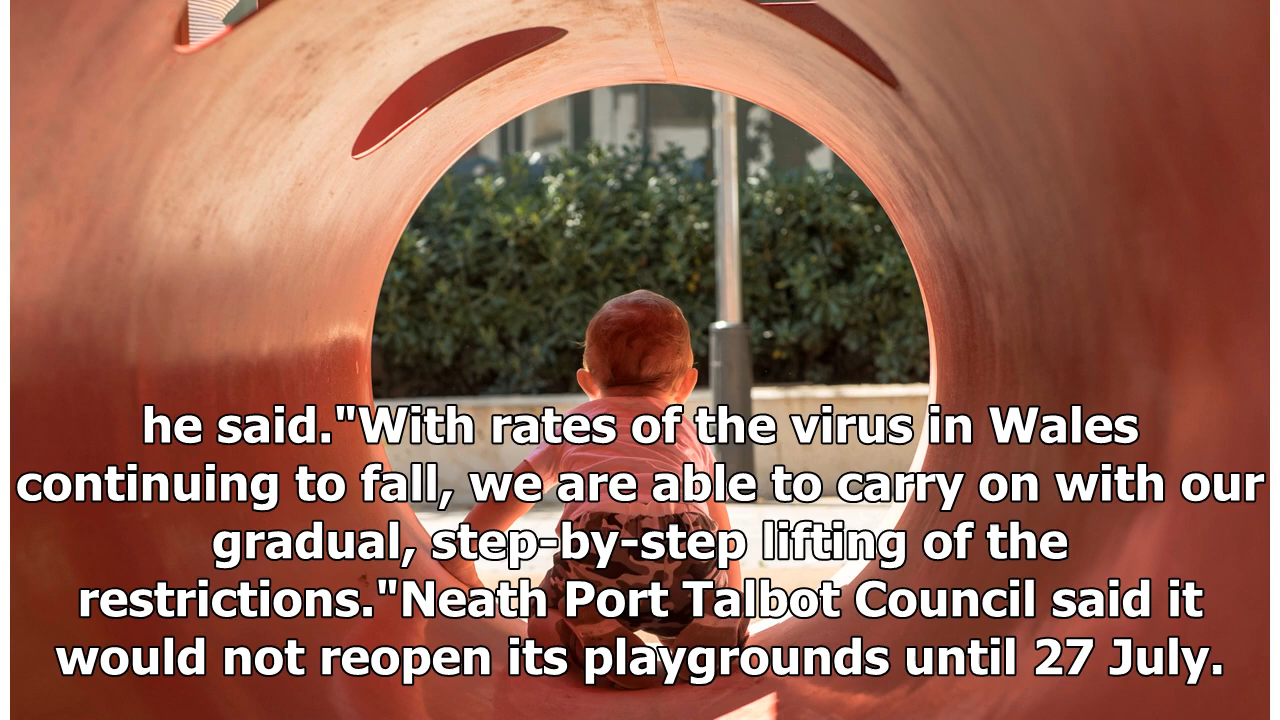 he said."With rates of the virus in Wales
continuing to fall, we are able to carry on with our
gradual, step-by-step lifting of the
restrictions."Neath Port Talbot Council said it
would not reopen its playgrounds until 27 July.